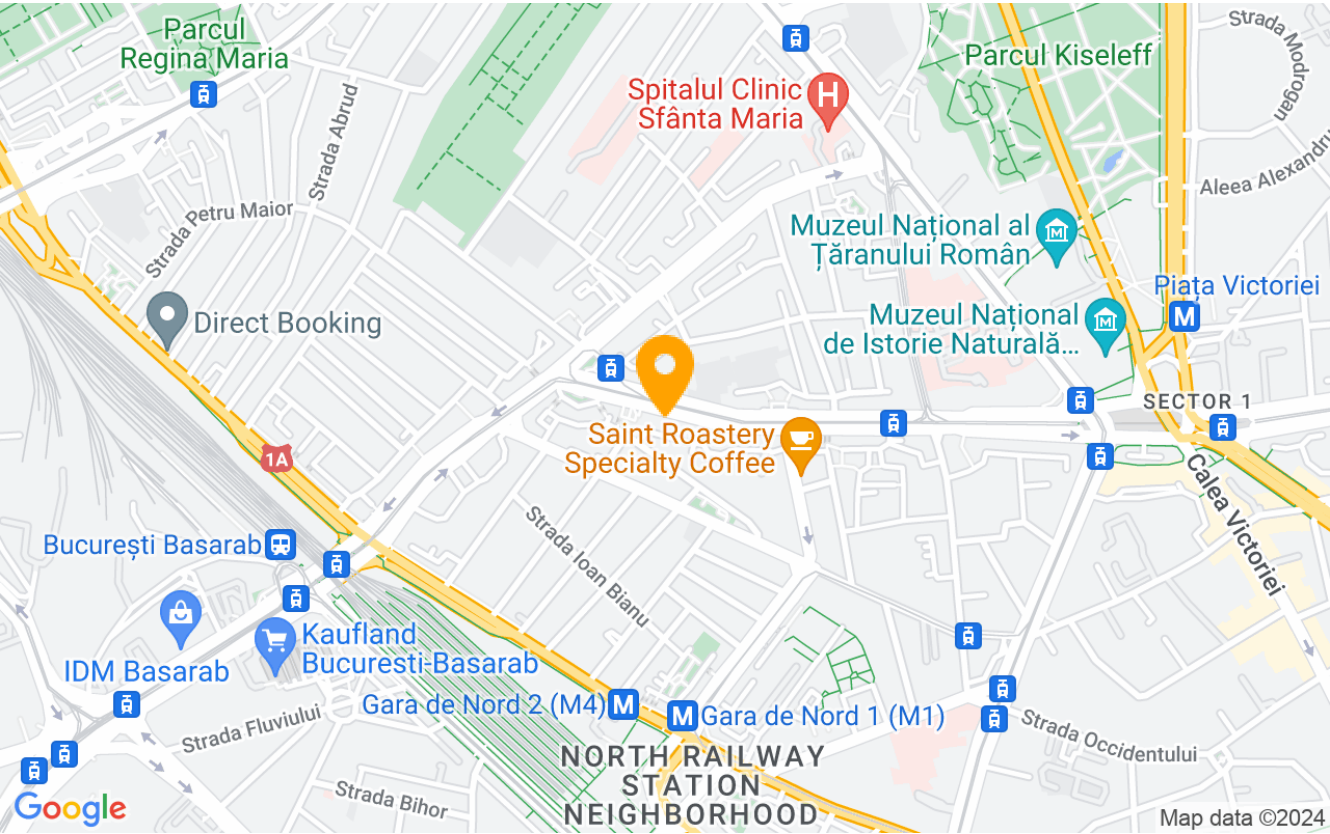 Parcul
Regina Maria
Strada Abrud
Strada Petru Maior
Spitalul Clinic
Sfânta Maria
H
Parcul Kiseleff
Strada Modrogan
Aleea Alexandru
Muzeul Național al
Țăranului Român
M
Piața Victoriei
M
Direct Booking
Muzeul Național
de Istorie Naturală...
M
SECTOR 1
Saint Roastery
Specialty Coffee
1A
Calea Victoriei
Strada Ioan Bianu
București Basarab
Kaufland
Bucuresti-Basarab
IDM Basarab
Gara de Nord 2 (M4)
M
M
Gara de Nord 1 (M1)
Strada Fluviului
Strada Occidentului
NORTH RAILWAY
STATION
NEIGHBORHOOD
Strada Bihor
Google
Map data ©2024